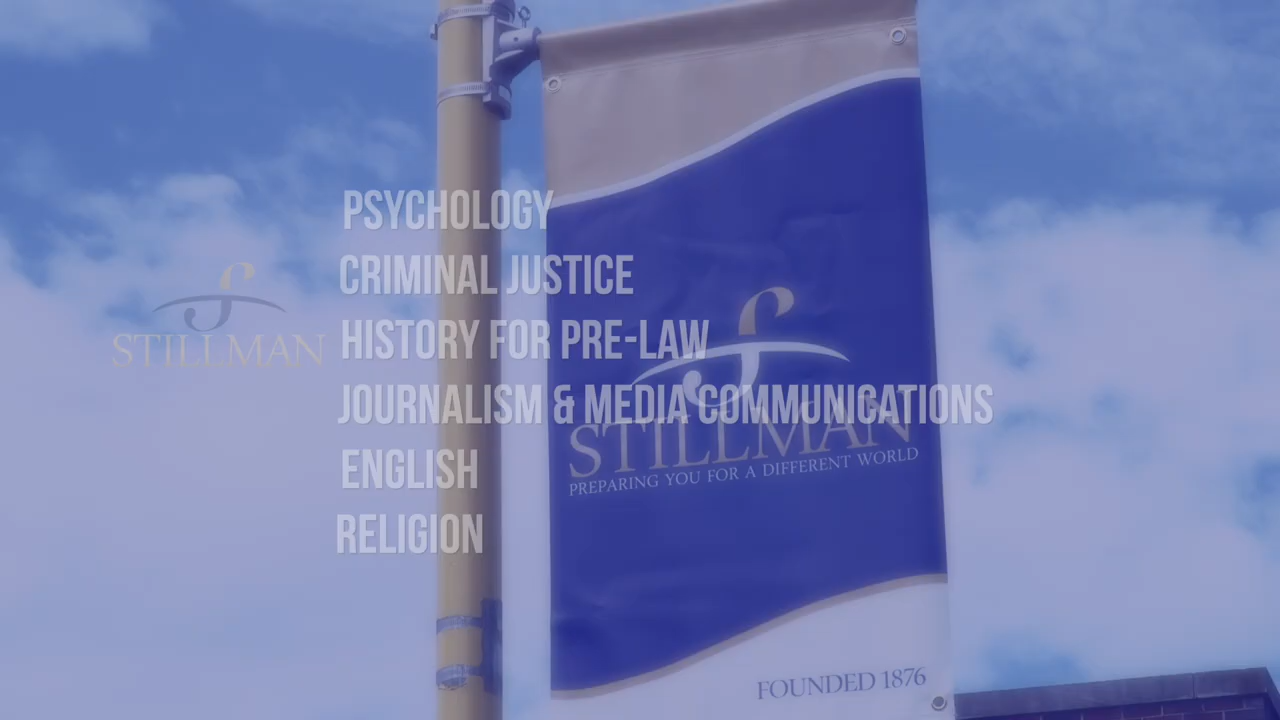 PSYCHOLOGY
CRIMINAL JUSTICE
HISTORY FOR PRE-LAW
JOURNALISM & MEDIA COMMUNICATIONS
ENGLISH
RELIGION
STILLMAN
STILLMAN
PREPARING YOU FOR A DIFFERENT WORLD
FOUNDED 1876